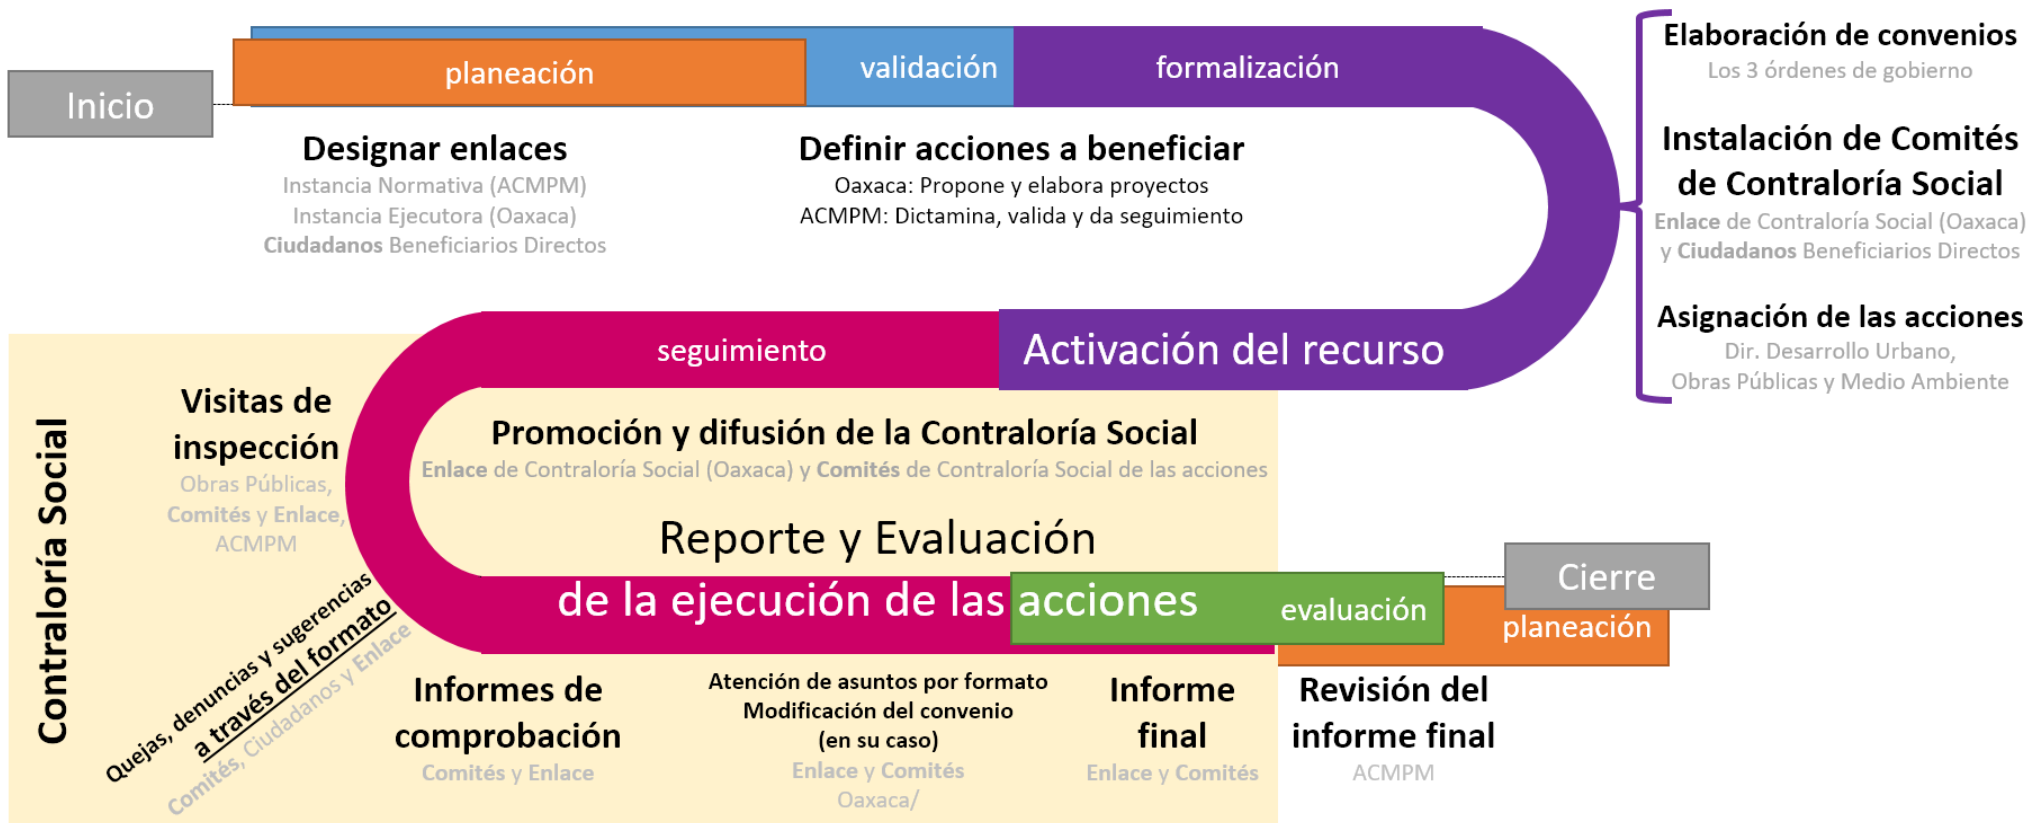 Inicio
planeación
validación
formalización
Designar enlaces
Instancia Normativa (ACMPM)
Instancia Ejecutora (Oaxaca)
Ciudadanos Beneficiarios Directos
Definir acciones a beneficiar
Oaxaca: Propone y elabora proyectos
ACMPM: Dictamina, valida y da seguimiento
Elaboración de convenios
Los 3 órdenes de gobierno
Instalación de Comités
de Contraloría Social
Enlace de Contraloría Social (Oaxaca)
y Ciudadanos Beneficiarios Directos
Asignación de las acciones
Dir. Desarrollo Urbano,
Obras Públicas y Medio Ambiente
Activación del recurso
seguimiento
Contraloría Social
Promoción y difusión de la Contraloría Social
Enlace de Contraloría Social (Oaxaca) y Comités de Contraloría Social de las acciones
Visitas de
inspección
Obras Públicas,
Comités y Enlace,
ACMPM
Quejas, denuncias y sugerencias
a través del formato
Comités, Ciudadanos y Enlace
Reporte y Evaluación
de la ejecución de las acciones
evaluación
Cierre
planeación
Informes de
comprobación
Comités y Enlace
Atención de asuntos por formato
Modificación del convenio
(en su caso)
Enlace y Comités
Oaxaca/
Informe
final
Enlace y Comités
Revisión del
informe final
ACMPM